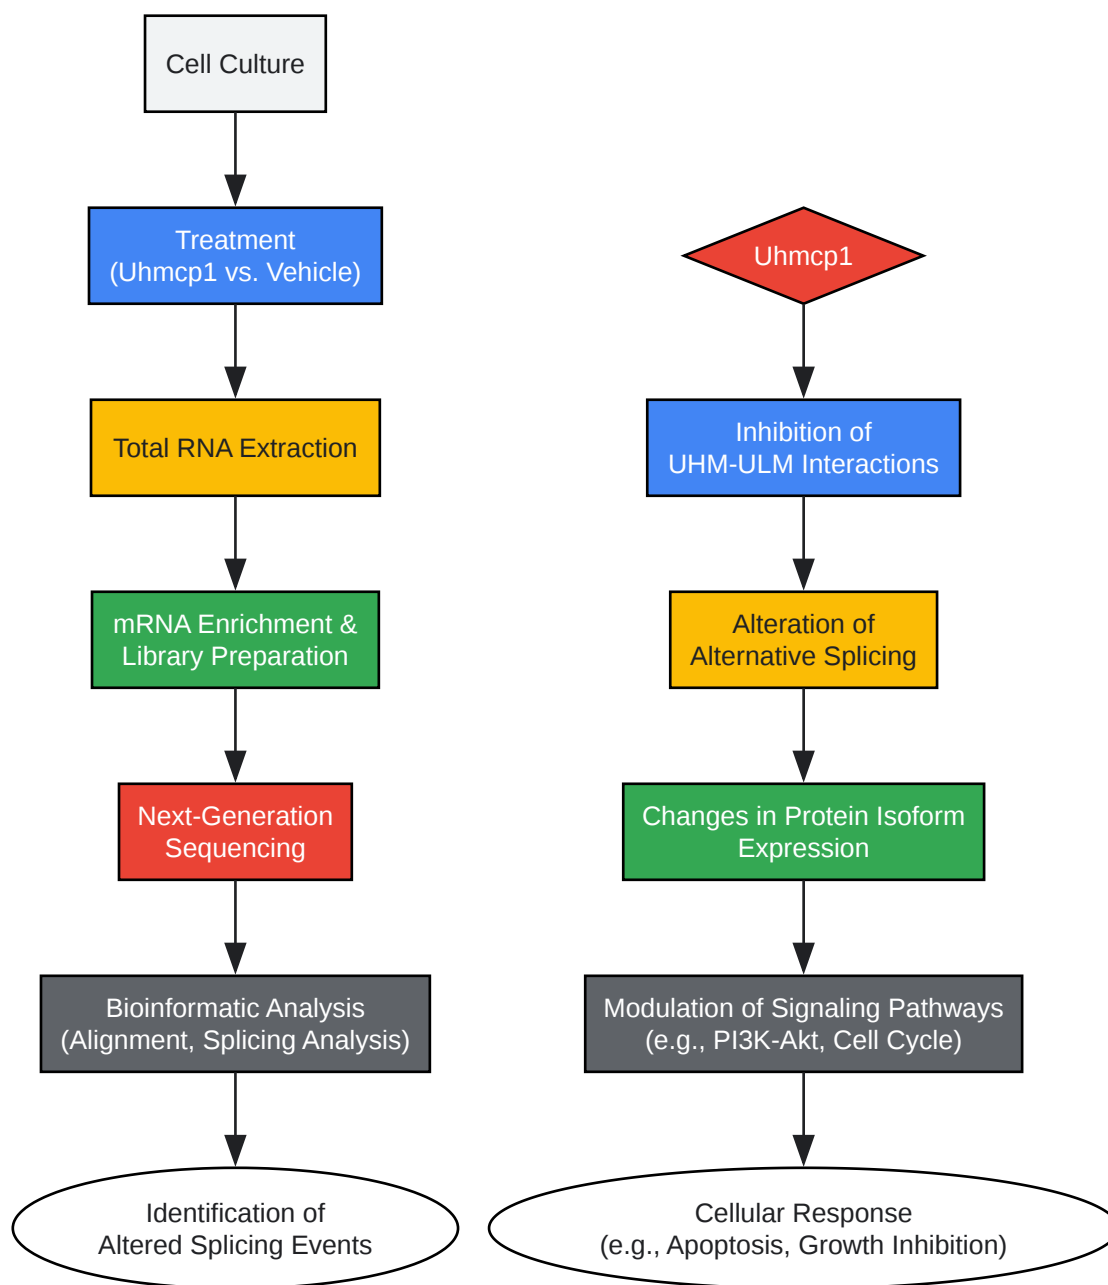 Cell Culture
Treatment
(Uhmcp1 vs. Vehicle)
Total RNA Extraction
mRNA Enrichment &
Library Preparation
Next-Generation
Sequencing
Bioinformatic Analysis
(Alignment, Splicing Analysis)
Identification of
Altered Splicing Events
Uhmcp1
Inhibition of
UHM-ULM Interactions
Alteration of
Alternative Splicing
Changes in Protein Isoform
Expression
Modulation of Signaling Pathways
(e.g., PI3K-Akt, Cell Cycle)
Cellular Response
(e.g., Apoptosis, Growth Inhibition)